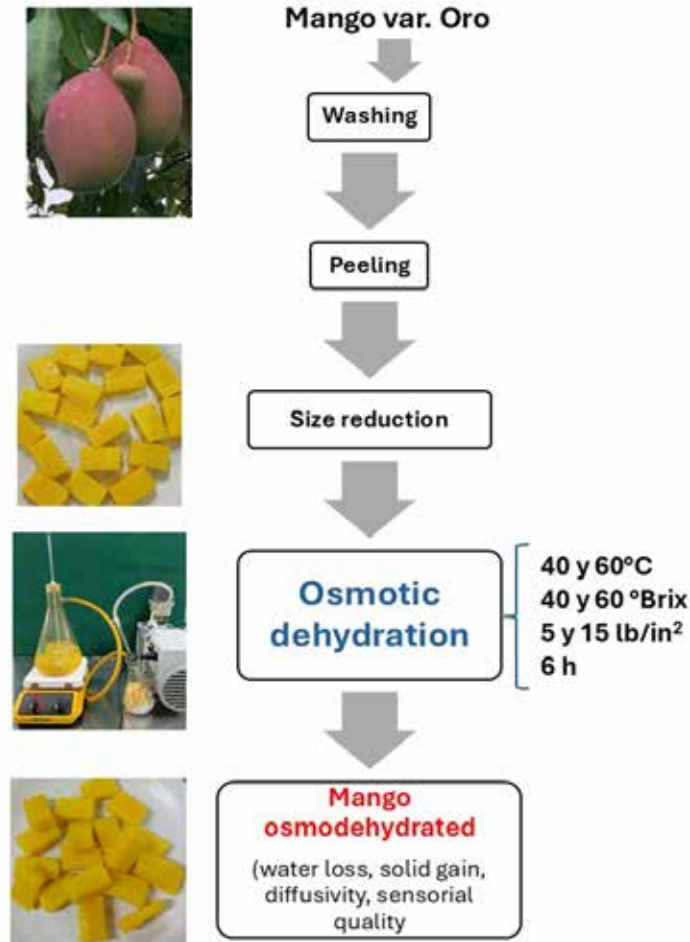 Mango var. Oro
Washing
Peeling
Size reduction
Osmotic
dehydration
40 y 60°C
40 y 60 °Brix
5 y 15 lb/in²
6 h
Mango
osmodehydrated
(water loss, solid gain,
diffusivity, sensorial
quality